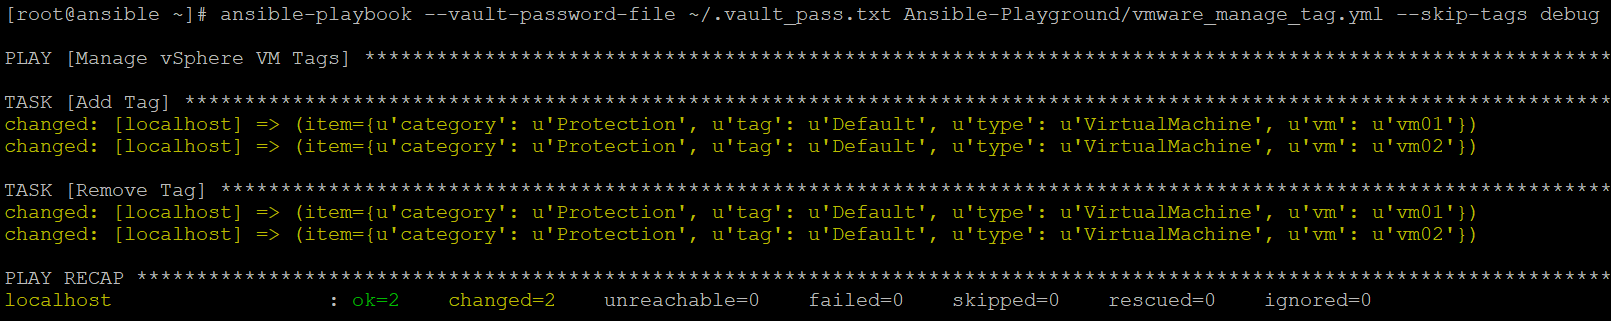 [root@ansible ~]# ansible-playbook --vault-password-file ~/.vault_pass.txt Ansible-Playground/vmware_manage_tag.yml --skip-tags debug
PLAY [Manage vSphere VM Tags] ********************************************************************************************************
TASK [Add Tag] ***********************************************************************************************************************
changed: [localhost] => (item={u'category': u'Protection', u'tag': u'Default', u'type': u'VirtualMachine', u'vm': u'vm01'})
changed: [localhost] => (item={u'category': u'Protection', u'tag': u'Default', u'type': u'VirtualMachine', u'vm': u'vm02'})
TASK [Remove Tag] ********************************************************************************************************************
changed: [localhost] => (item={u'category': u'Protection', u'tag': u'Default', u'type': u'VirtualMachine', u'vm': u'vm01'})
changed: [localhost] => (item={u'category': u'Protection', u'tag': u'Default', u'type': u'VirtualMachine', u'vm': u'vm02'})
PLAY RECAP ***************************************************************************************************************************
localhost                  : ok=2    changed=2    unreachable=0    failed=0    skipped=0    rescued=0    ignored=0